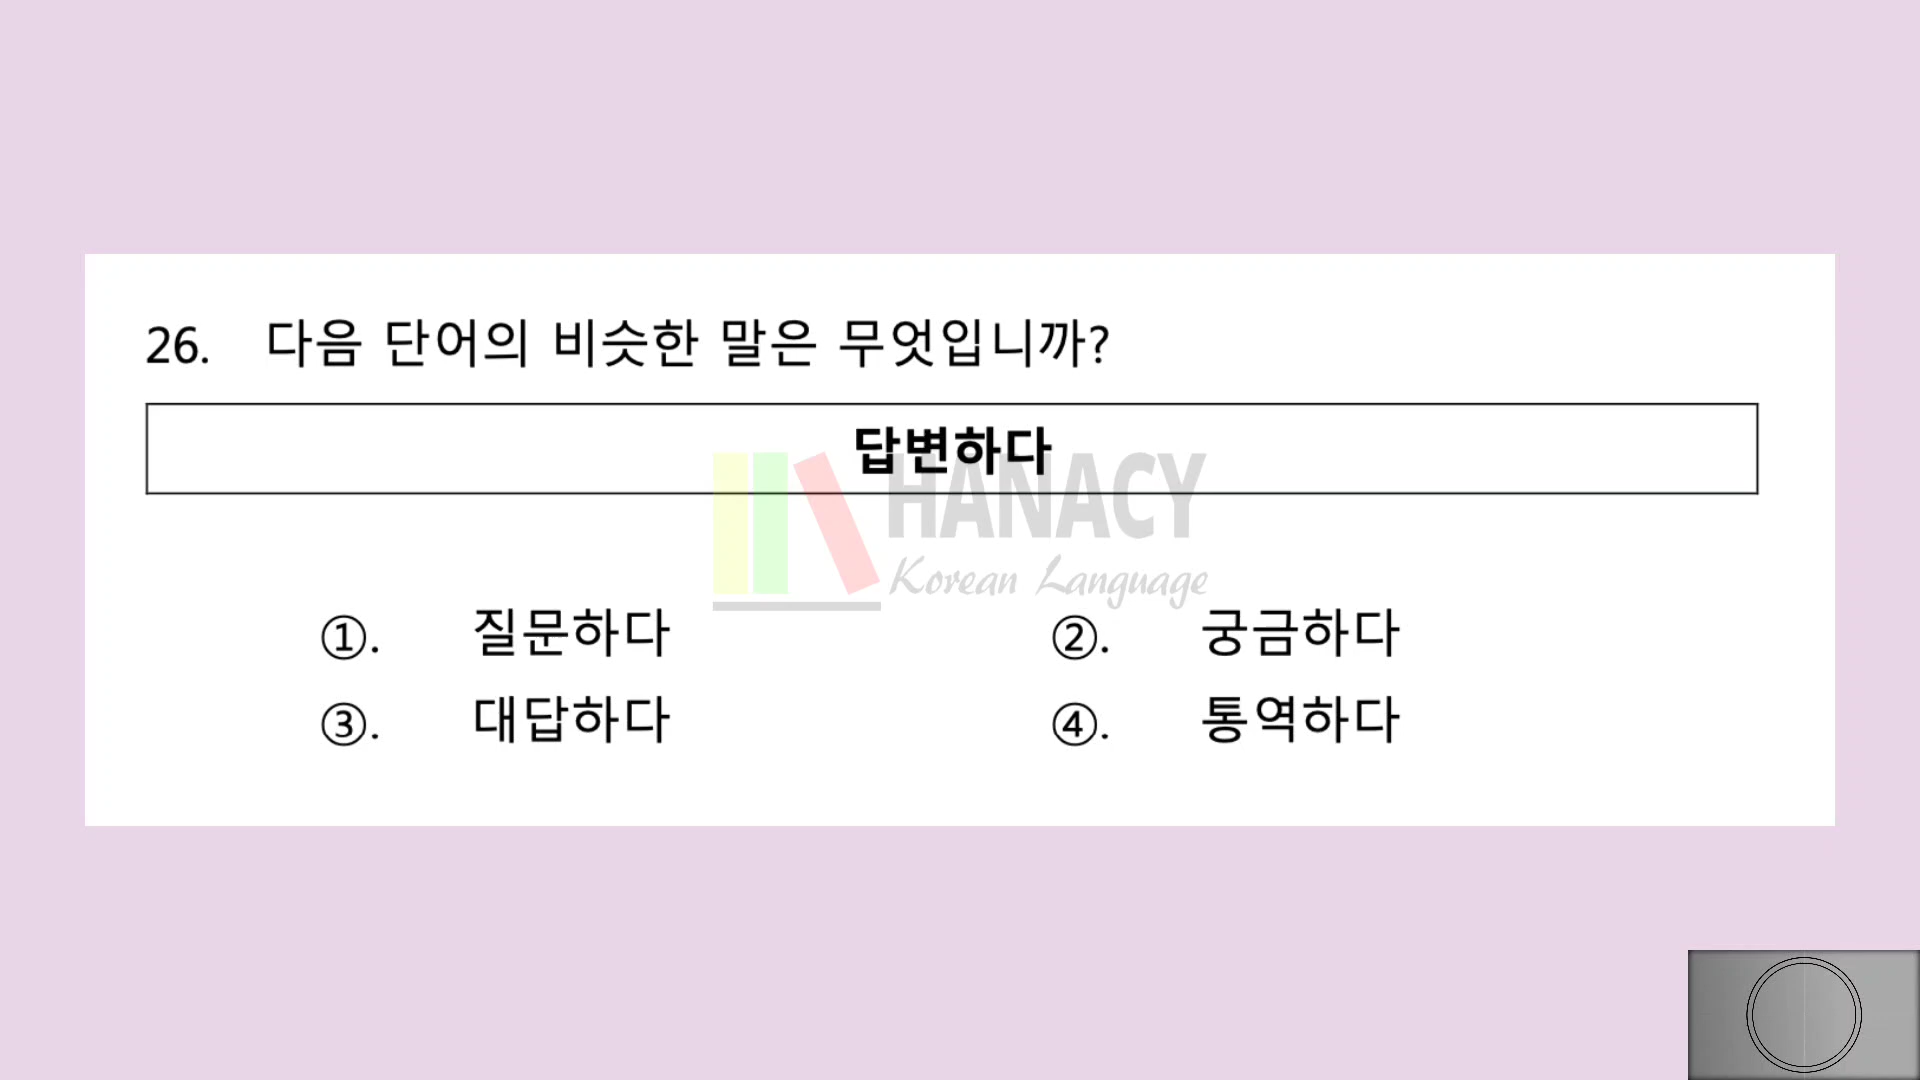 26. 다음 단어의 비슷한 말은 무엇입니까?
답변하다
HANACY
Korean Language
①. 질문하다 ②. 궁금하다
③. 대답하다 ④. 통역하다